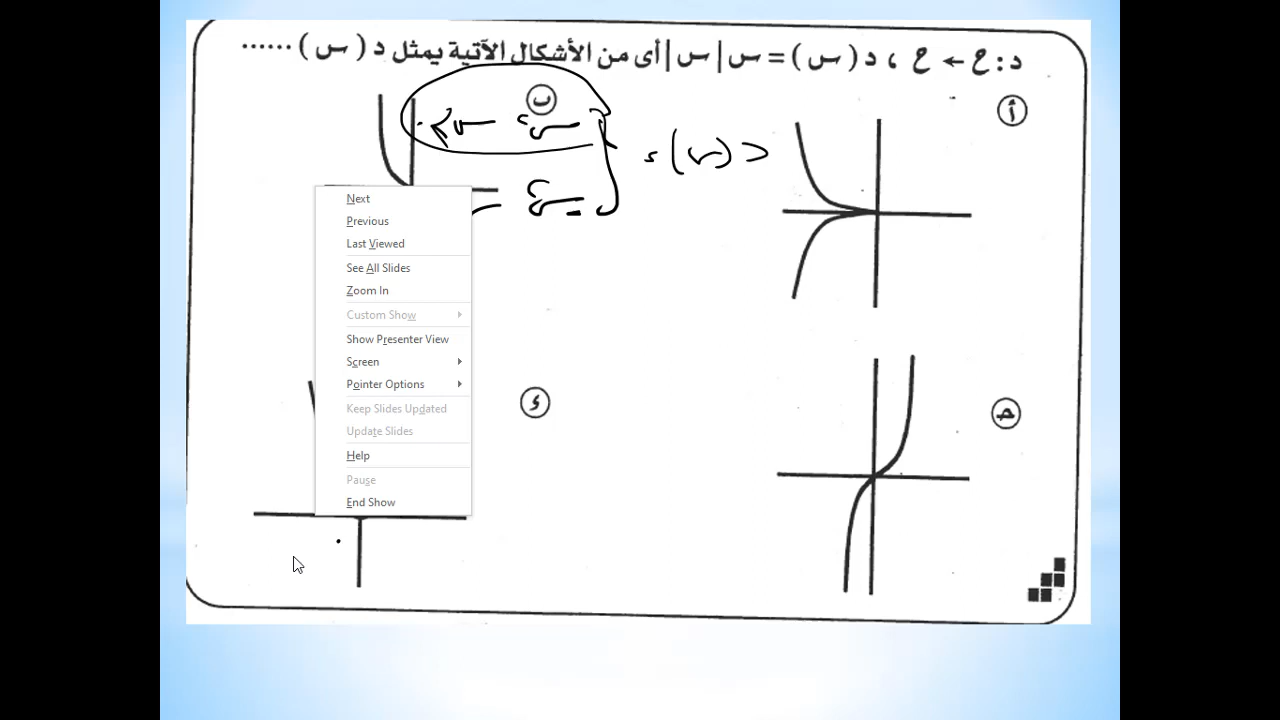 د : ح ← ح ، د ( س ) = س | س | أى من الأشكال الآتية يمثل د ( س ) ......
أ
ب
د (س) =
Next
Previous
Last Viewed
See All Slides
Zoom In
Custom Show
Show Presenter View
Screen
Pointer Options
Keep Slides Updated
Update Slides
Help
Pause
End Show
ء
حـ